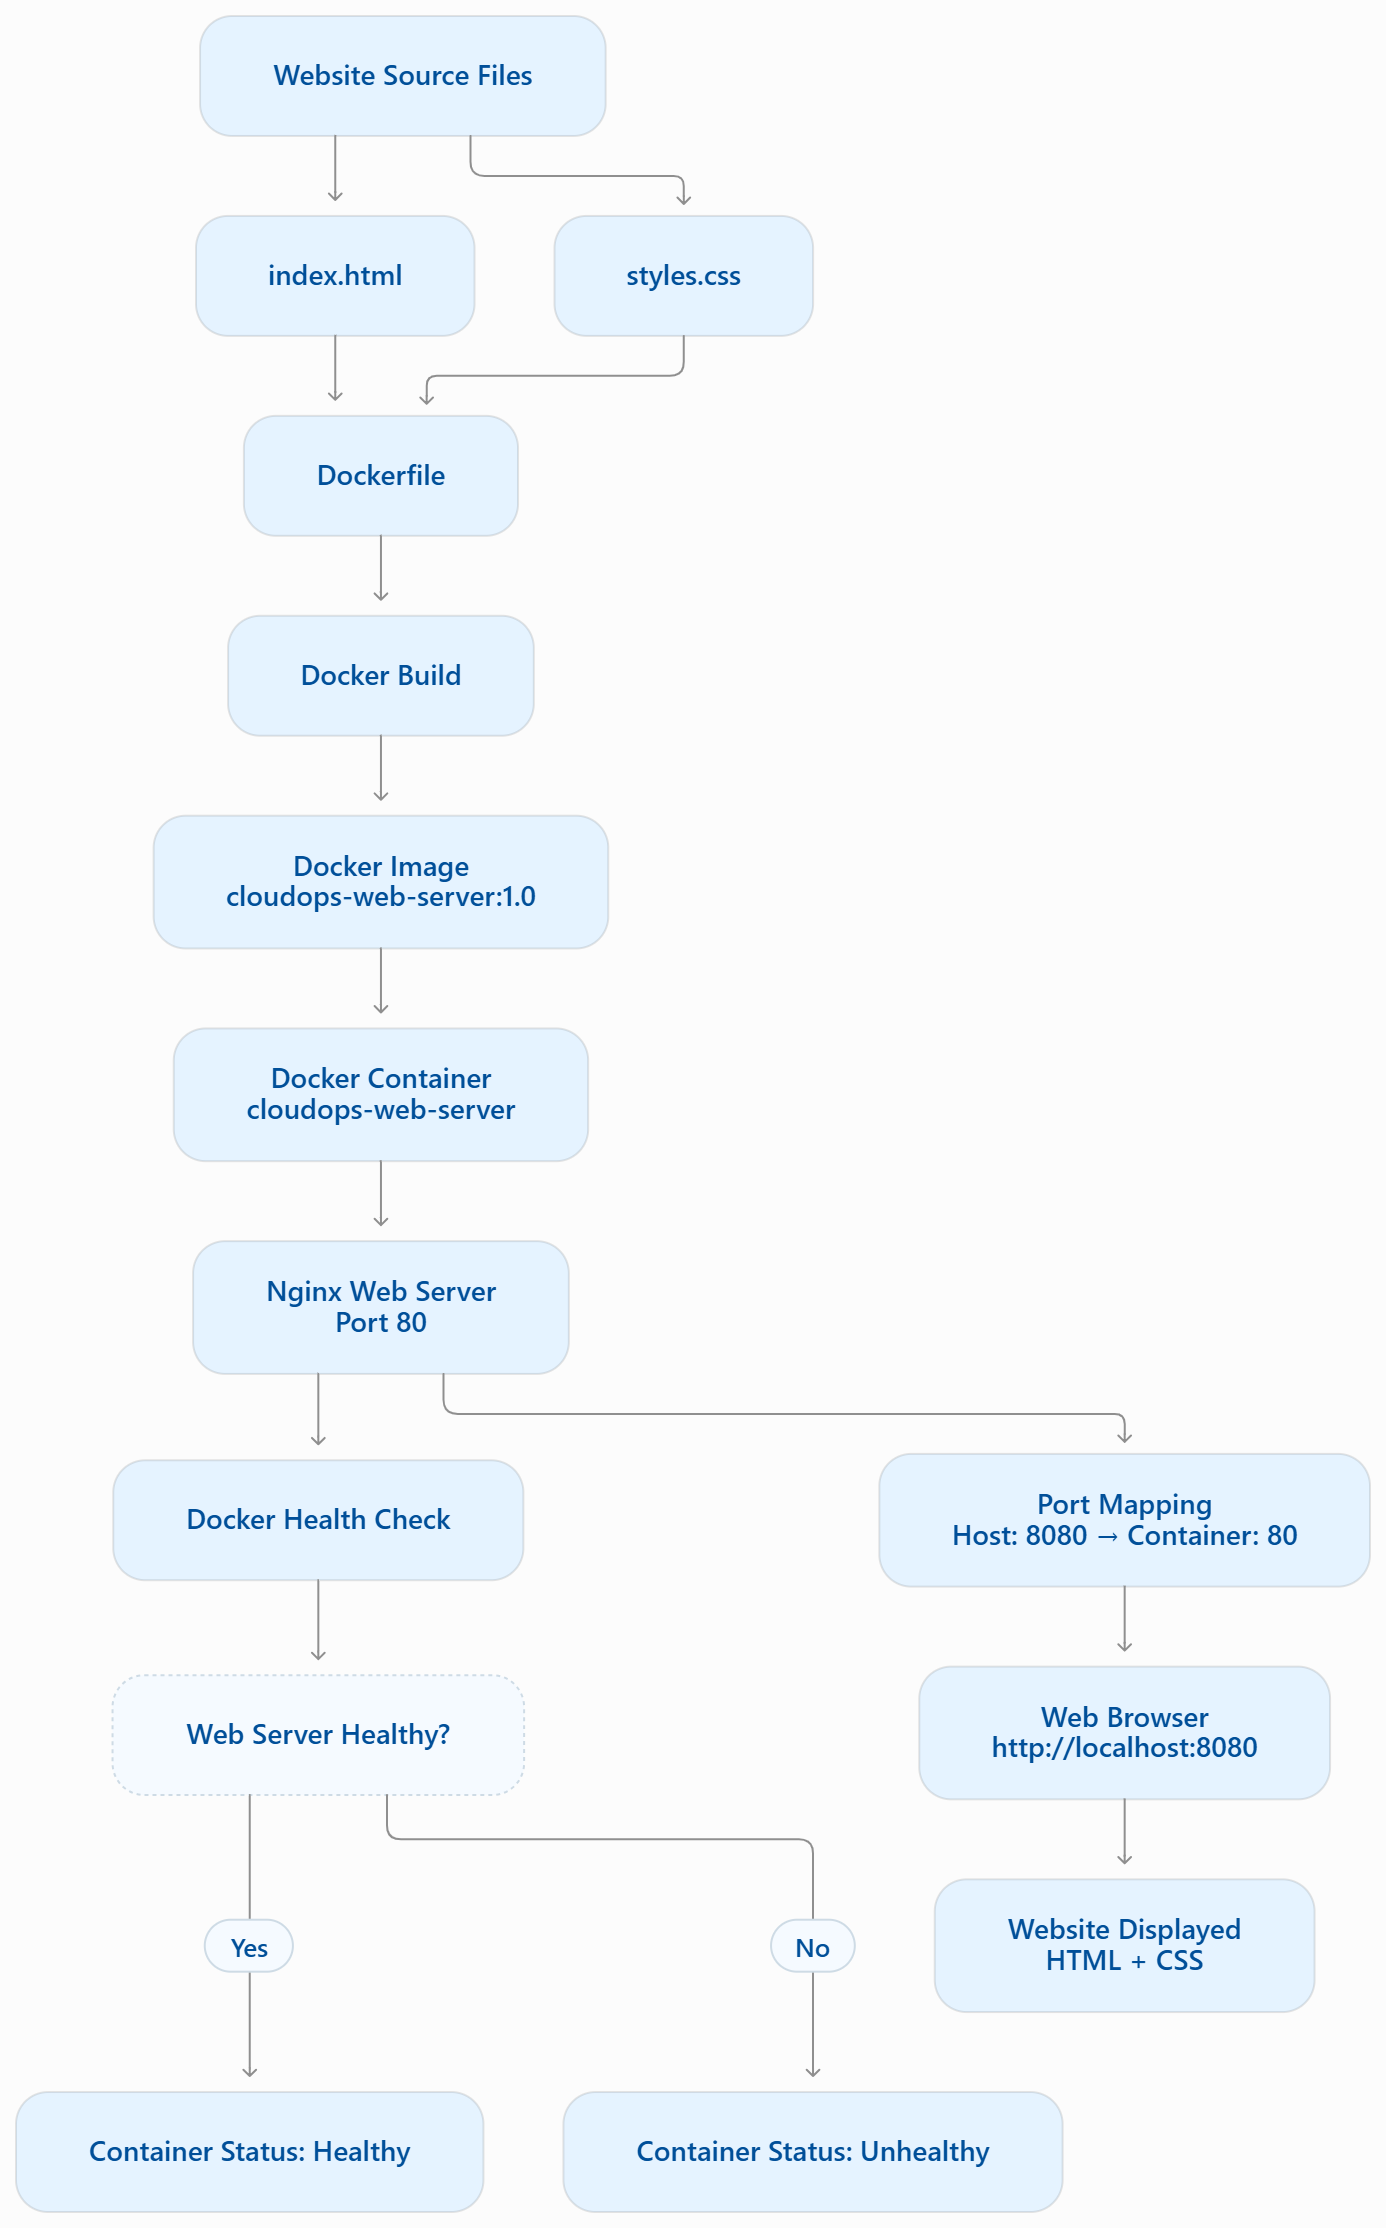 Website Source Files
index.html
styles.css
Dockerfile
Docker Build
Docker Image
cloudops-web-server:1.0
Docker Container
cloudops-web-server
Nginx Web Server
Port 80
Docker Health Check
Port Mapping
Host: 8080 → Container: 80
Web Server Healthy?
Web Browser
http://localhost:8080
Yes
No
Website Displayed
HTML + CSS
Container Status: Healthy
Container Status: Unhealthy